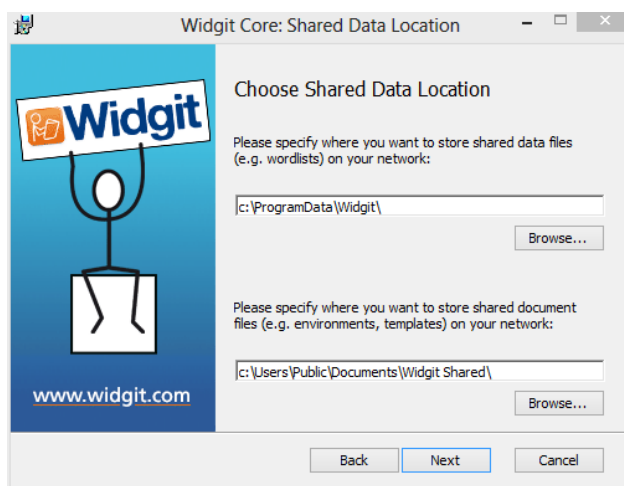 Widgit Core: Shared Data Location
Widgit
Choose Shared Data Location
Please specify where you want to store shared data files
(e.g. wordlists) on your network:
c:\ProgramData\Widgit\
Browse...
Please specify where you want to store shared document
files (e.g. environments, templates) on your network:
c:\Users\Public\Documents\Widgit Shared\
Browse...
www.widgit.com
Back Next Cancel